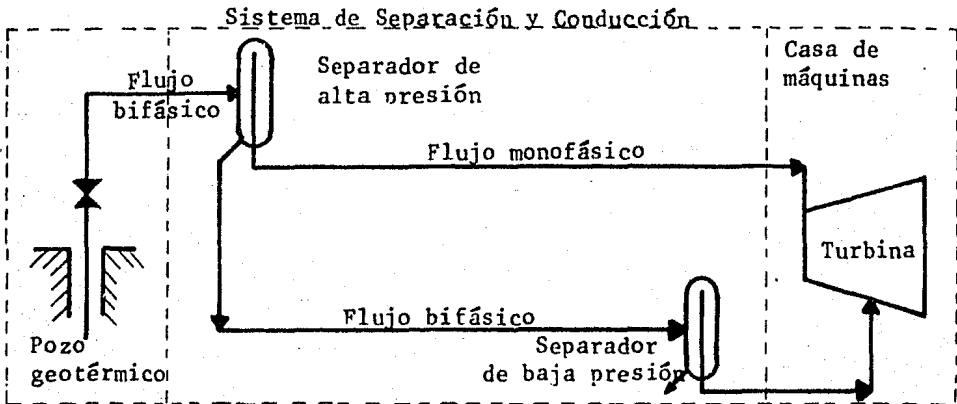 Sistema de Separación y Conducción
Flujo
bifásico
Separador de
alta presión
Casa de
máquinas
Flujo monofásico
Turbina
Flujo bifásico
Pozo
geotérmico
Separador
de baja presión